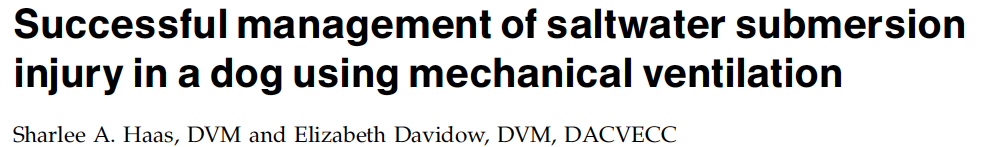 Successful management of saltwater submersion
injury in a dog using mechanical ventilation
Sharlee A. Haas, DVM and Elizabeth Davidow, DVM, DACVECC